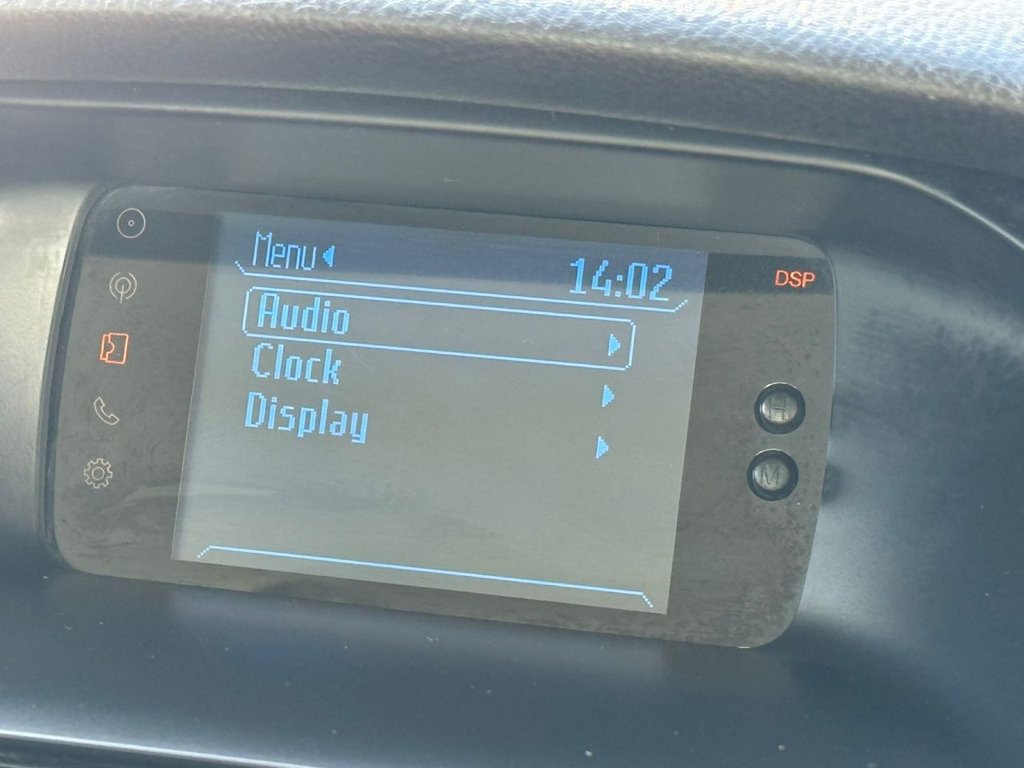 Menu
14:02
DSP
Audio
Clock
Display
H
M